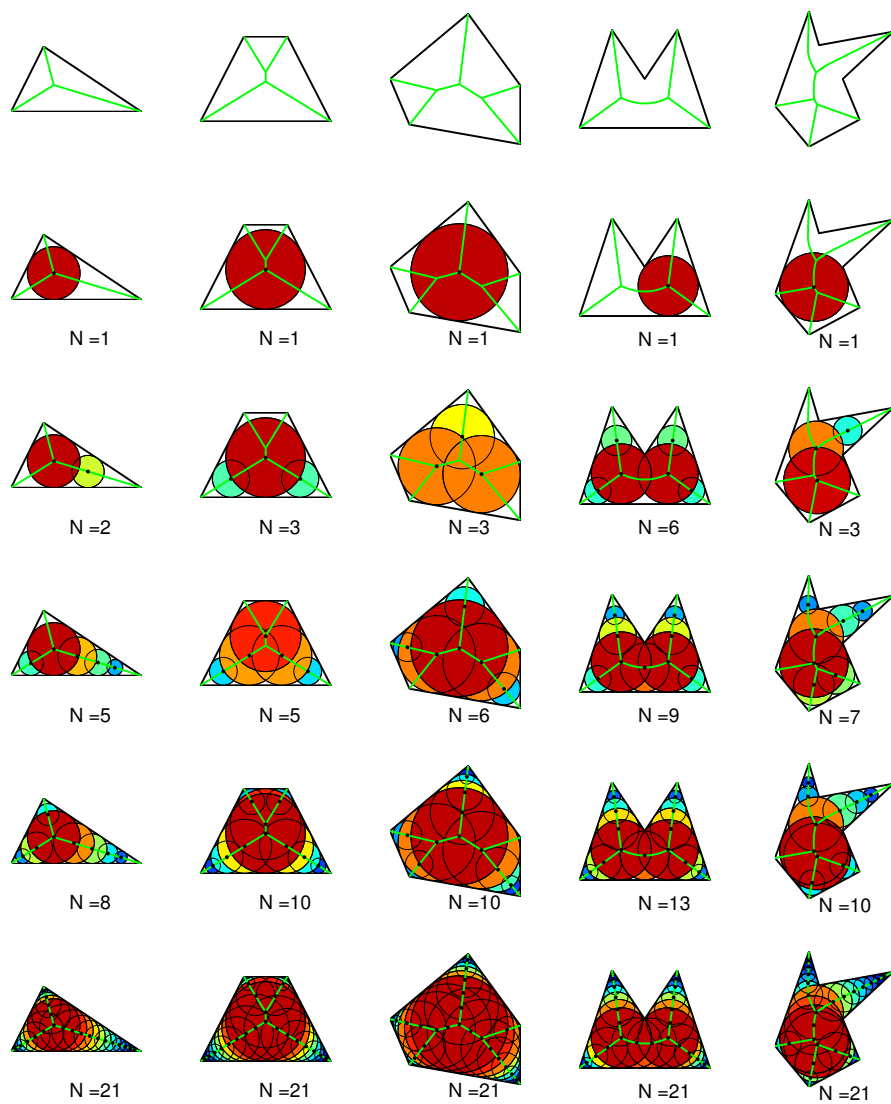 N =1 N =1 N =1 N =1 N =1
N =2 N =3 N =3 N =6 N =3
N =5 N =5 N =6 N =9 N =7
N =8 N =10 N =10 N =13 N =10
N =21 N =21 N =21 N =21 N =21